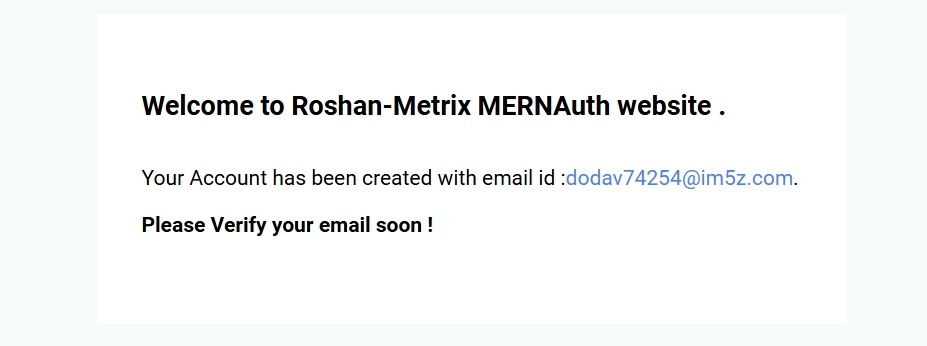 Welcome to Roshan-Metrix MERNAuth website .
Your Account has been created with email id :dodav74254@im5z.com.
Please Verify your email soon !